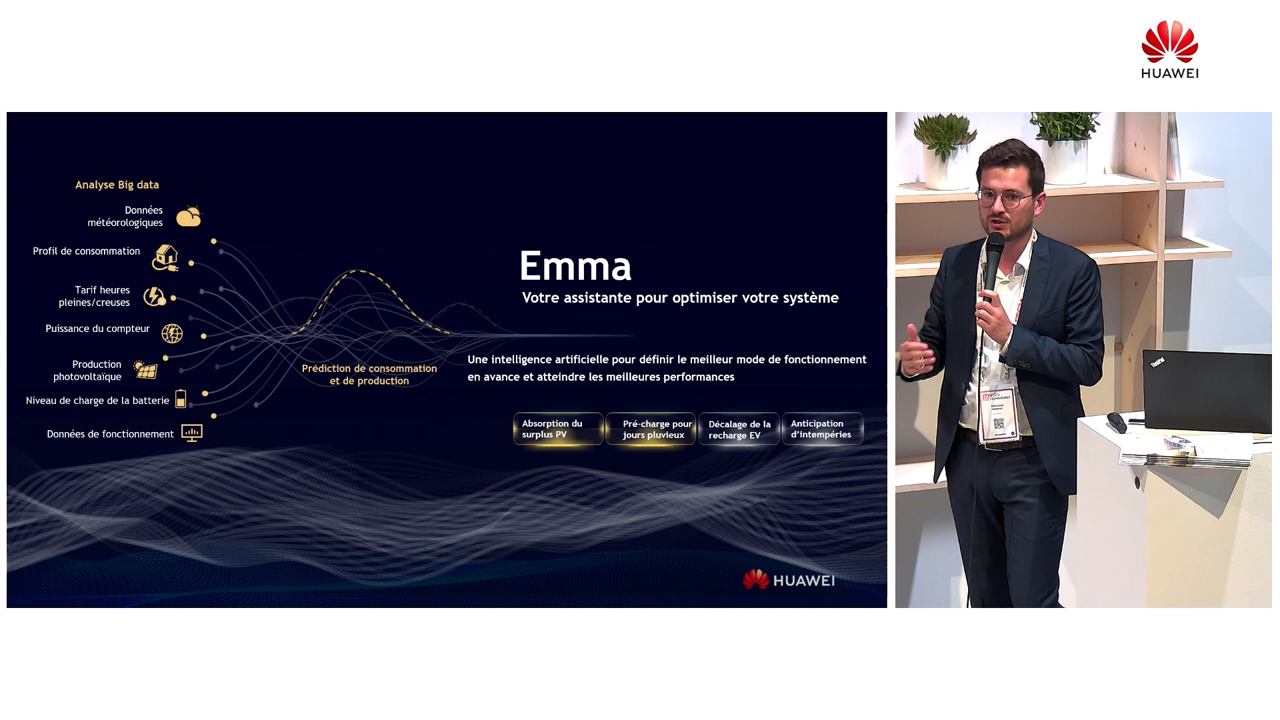 HUAWEI
Analyse Big data
Données
météorologiques
Profil de consommation
Tarif heures
pleines/creuses
Puissance du compteur
Production
photovoltaïque
Niveau de charge de la batterie
Données de fonctionnement
Prédiction de consommation
et de production
Emma
Votre assistante pour optimiser votre système
Une intelligence artificielle pour définir le meilleur mode de fonctionnement
en avance et atteindre les meilleures performances
Absorption du
surplus PV
Pré-charge pour
jours pluvieux
Décalage de la
recharge EV
Anticipation
d'intempéries
HUAWEI
ThinkPad